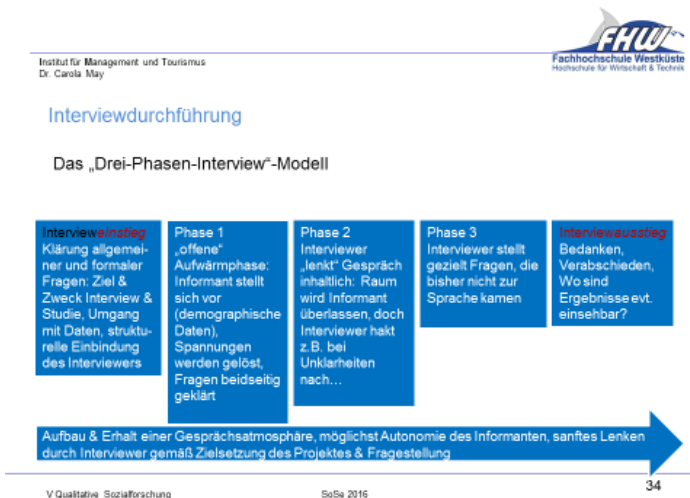 FHW
Fachhochschule Westküste
Hochschule für Wirtschaft & Technik
Institut für Management und Tourismus
Dr. Carola May
Interviewdurchführung
Das „Drei-Phasen-Interview“-Modell
Intervieweinstieg
Klärung allgemei-
ner und formaler
Fragen: Ziel &
Zweck Interview &
Studie, Umgang
mit Daten, struktu-
relle Einbindung
des Interviewers
Phase 1
„offene“
Aufwärmphase:
Informant stellt
sich vor
(demographische
Daten),
Spannungen
werden gelöst,
Fragen beidseitig
geklärt
Phase 2
Interviewer
„lenkt“ Gespräch
inhaltlich: Raum
wird Informant
überlassen, doch
Interviewer hakt
z.B. bei
Unklarheiten
nach…
Phase 3
Interviewer stellt
gezielt Fragen, die
bisher nicht zur
Sprache kamen
Interviewausstieg
Bedanken,
Verabschieden,
Wo sind
Ergebnisse evt.
einsehbar?
Aufbau & Erhalt einer Gesprächsatmosphäre, möglichst Autonomie des Informanten, sanftes Lenken
durch Interviewer gemäß Zielsetzung des Projektes & Fragestellung
V Qualitative Sozialforschung
SoSe 2016
34